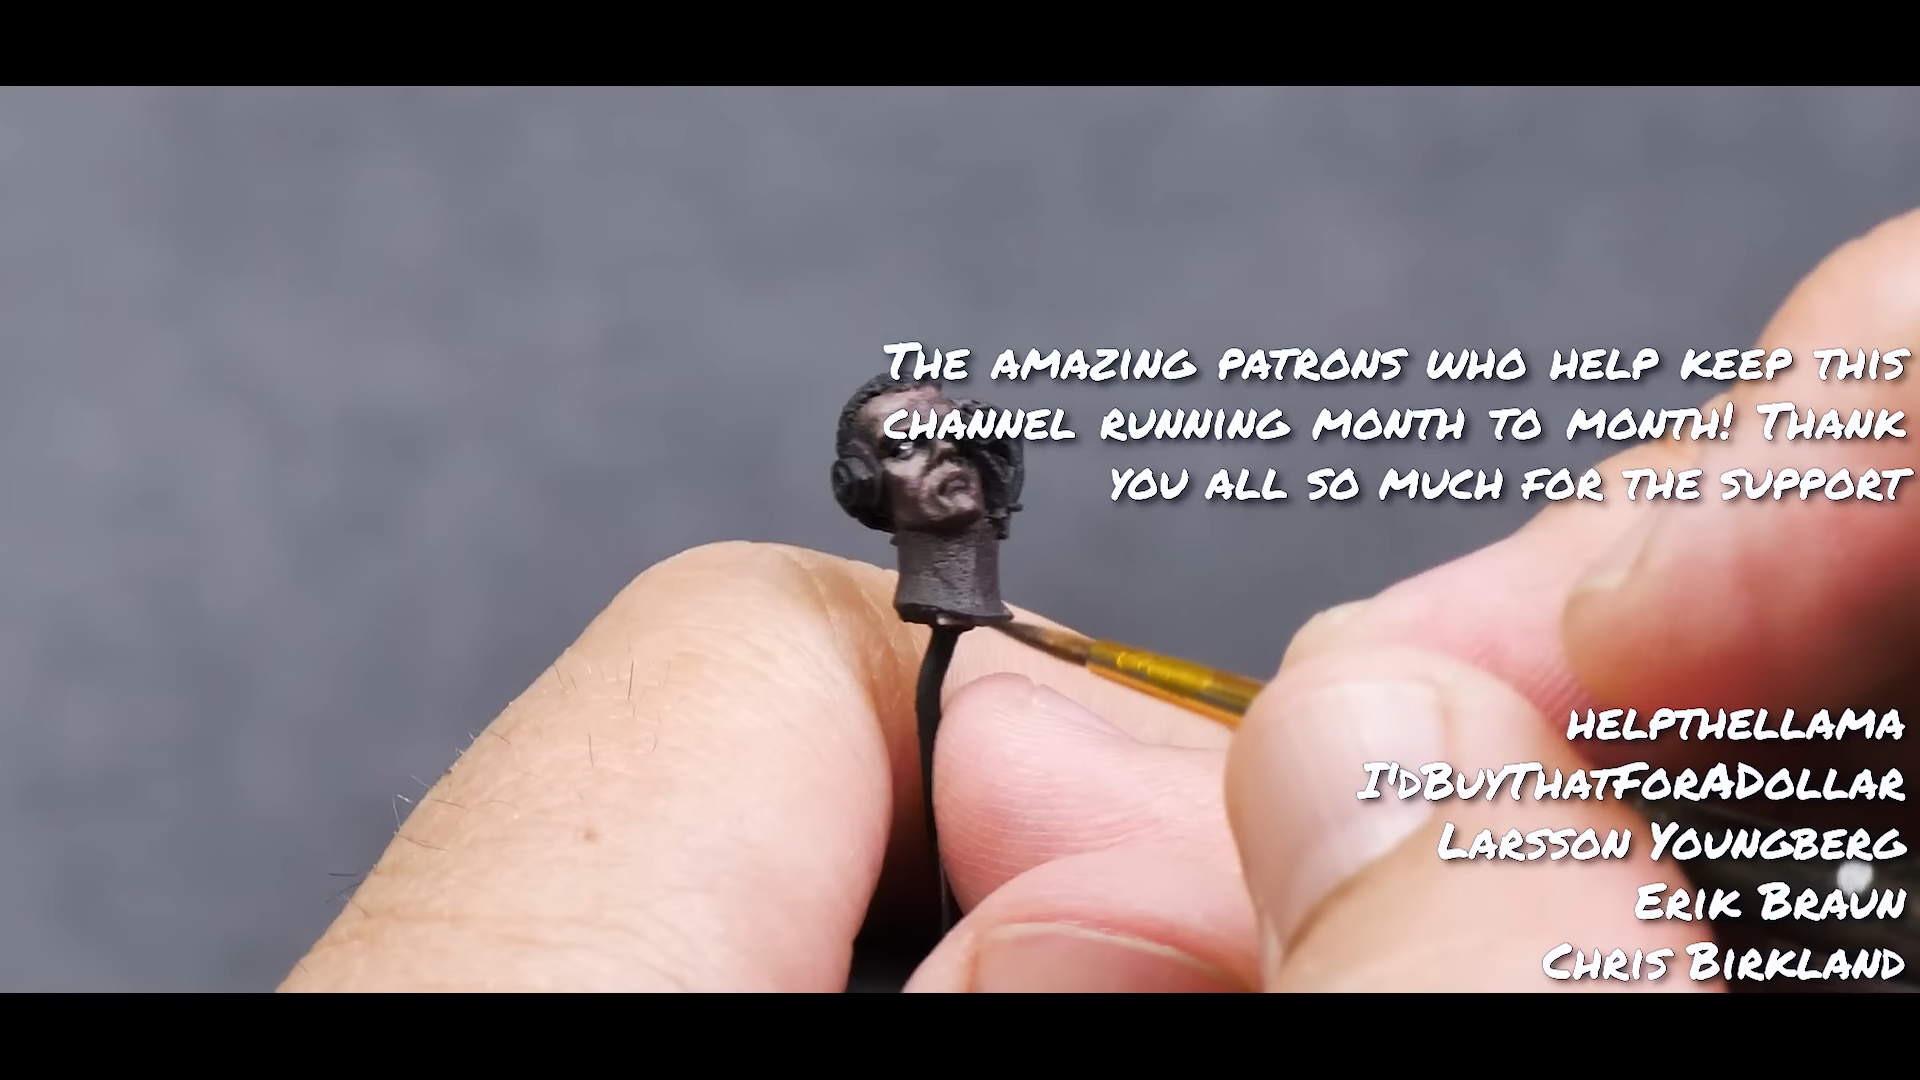 The amazing patrons who help keep this
channel running month to month! Thank
you all so much for the support
helpthellama
I'dBuyThatForADollar
Larsson Youngberg
Erik Braun
Chris Birkland